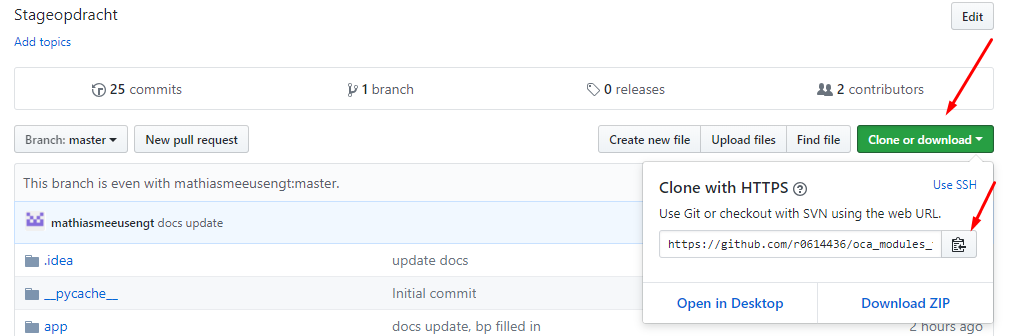 Stageopdracht
Edit
Add topics
25 commits
1 branch
0 releases
2 contributors
Branch: master
New pull request
Create new file
Upload files
Find file
Clone or download
This branch is even with mathiasmeeusengt:master.
mathiasmeeusengt docs update
.idea
update docs
__pycache__
Initial commit
app
docs update, bp filled in
2 hours ago
Clone with HTTPS ?
Use SSH
Use Git or checkout with SVN using the web URL.
https://github.com/r0614436/oca_modules_
Open in Desktop
Download ZIP